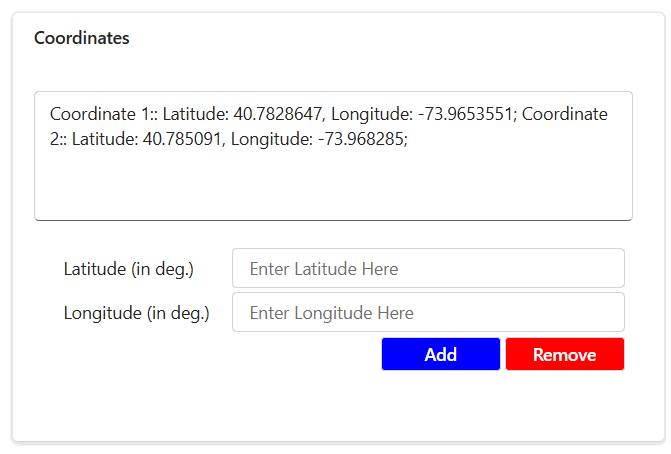 Coordinates
Coordinate 1:: Latitude: 40.7828647, Longitude: -73.9653551; Coordinate
2:: Latitude: 40.785091, Longitude: -73.968285;
Latitude (in deg.) Enter Latitude Here
Longitude (in deg.) Enter Longitude Here
Add Remove